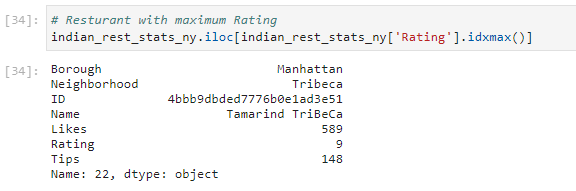 [34]: # Resturant with maximum Rating
indian_rest_stats_ny.iloc[indian_rest_stats_ny['Rating'].idxmax()]
[34]: Borough Manhattan
Neighborhood Tribeca
ID 4bbb9dbded7776b0e1ad3e51
Name Tamarind TriBeCa
Likes 589
Rating 9
Tips 148
Name: 22, dtype: object